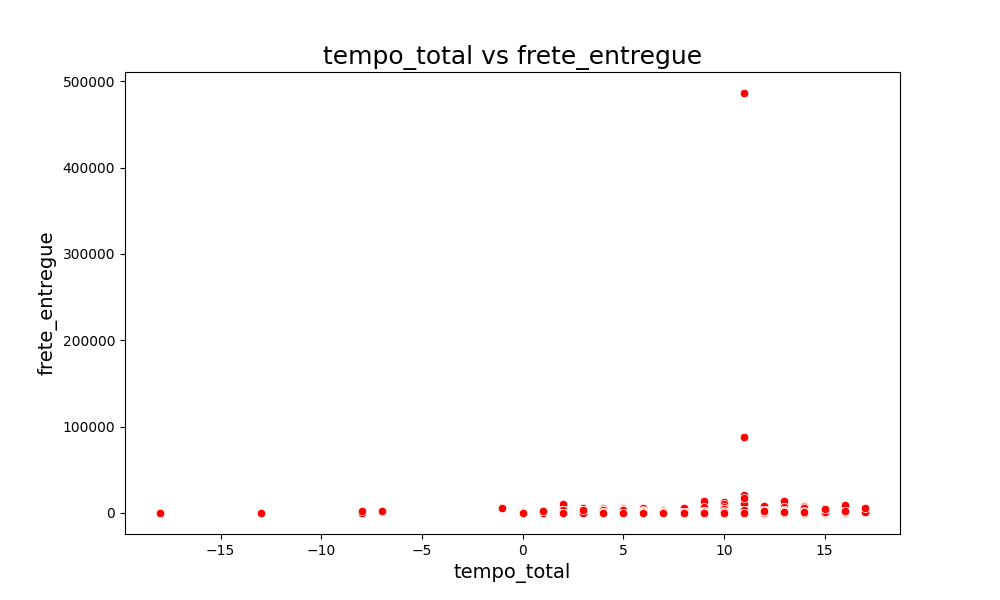 tempo_total vs frete_entregue
500000
400000
300000
200000
100000
0
frete_entregue
−15 −10 −5 0 5 10 15
tempo_total